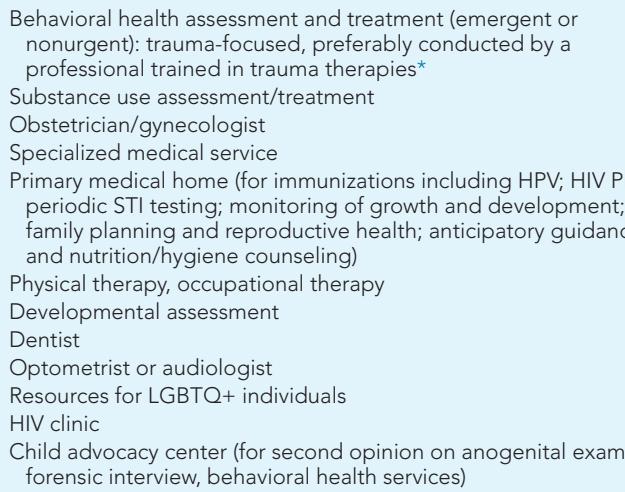 Behavioral health assessment and treatment (emergent or
nonurgent): trauma-focused, preferably conducted by a
professional trained in trauma therapies*
Substance use assessment/treatment
Obstetrician/gynecologist
Specialized medical service
Primary medical home (for immunizations including HPV; HIV
periodic STI testing; monitoring of growth and development;
family planning and reproductive health; anticipatory
and nutrition/hygiene counseling)
Physical therapy, occupational therapy
Developmental assessment
Dentist
Optometrist or audiologist
Resources for LGBTQ+ individuals
HIV clinic
Child advocacy center (for second opinion on anogenital exam
forensic interview, behavioral health services)